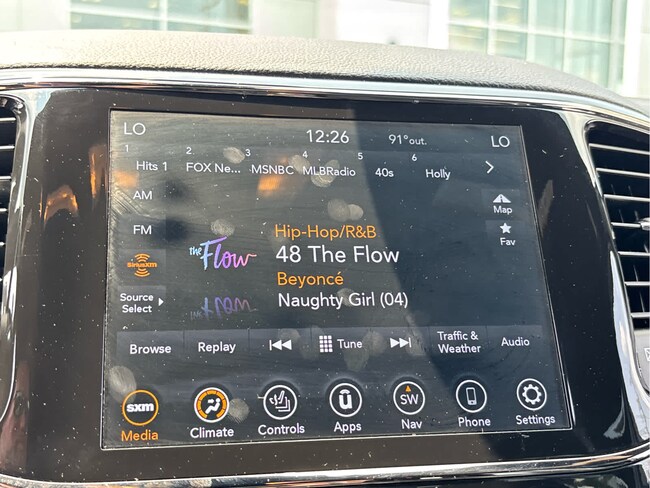 LO 12:26 91°out. LO
1 2 3 4 5 6
Hits 1 FOX Ne... MSNBC MLBRadio 40s Holly
AM
Map
FM
Fav
Hip-Hop/R&B
the Flow
48 The Flow
siriusxm
Beyoncé
Source
Select
Naughty Girl (04)
Browse Replay Tune Traffic &
Weather Audio
sxm SW
Media Climate Controls Apps Nav Phone Settings